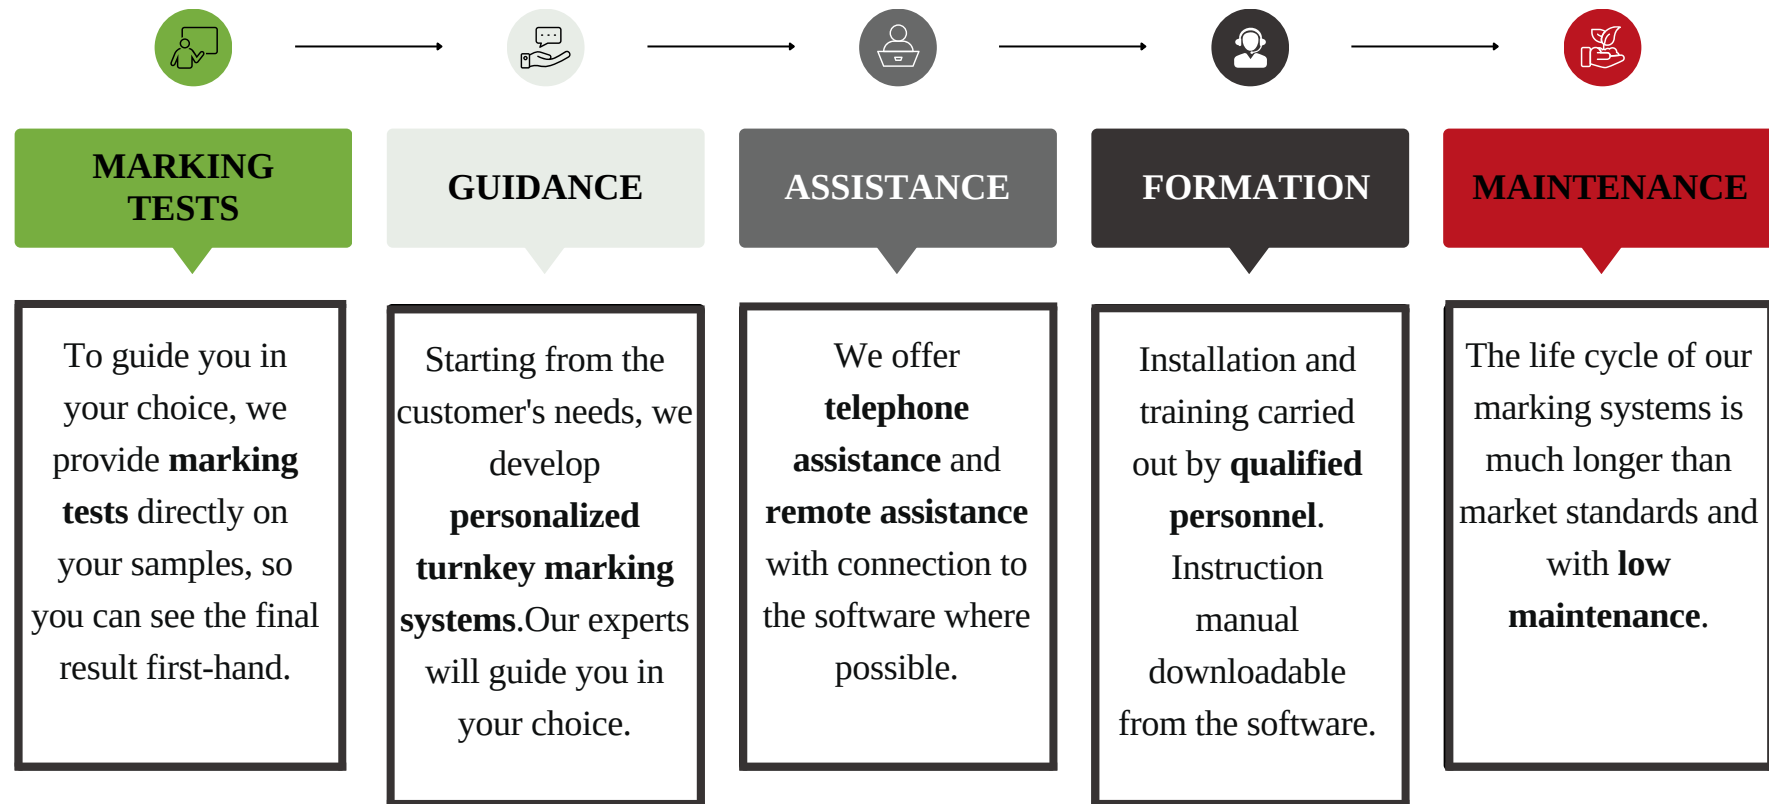 MARKING
TESTS
GUIDANCE
ASSISTANCE
FORMATION
MAINTENANCE
To guide you in
your choice, we
provide marking
tests directly on
your samples, so
you can see the final
result first-hand.
Starting from the
customer's needs, we
develop
personalized
turnkey marking
systems.Our experts
will guide you in
your choice.
We offer
telephone
assistance and
remote assistance
with connection to
the software where
possible.
Installation and
training carried
out by qualified
personnel.
Instruction
manual
downloadable
from the software.
The life cycle of our
marking systems is
much longer than
market standards and
with low
maintenance.